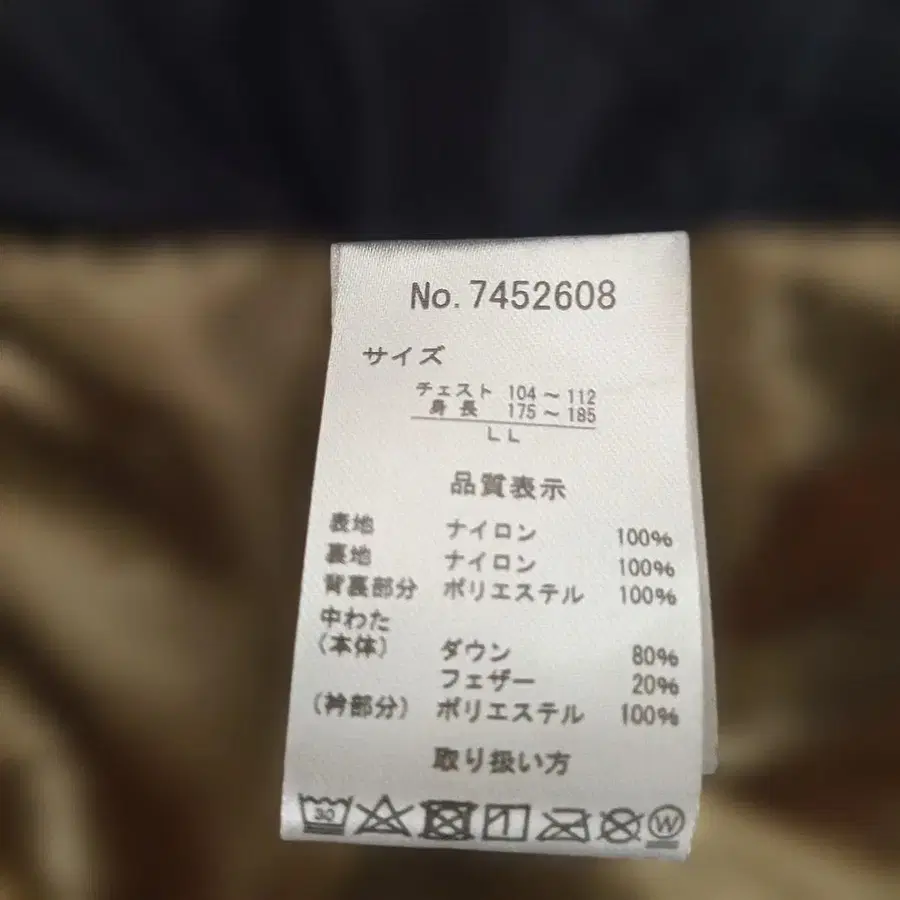 No. 7452608
サイズ
チェスト 104～112
身長 175～185
LL
品質表示
表地 ナイロン 100%
裏地 ナイロン 100%
背裏部分 ポリエステル 100%
中わた
(本体) ダウン 80%
フェザー 20%
(衿部分) ポリエステル 100%
取り扱い方
30 W